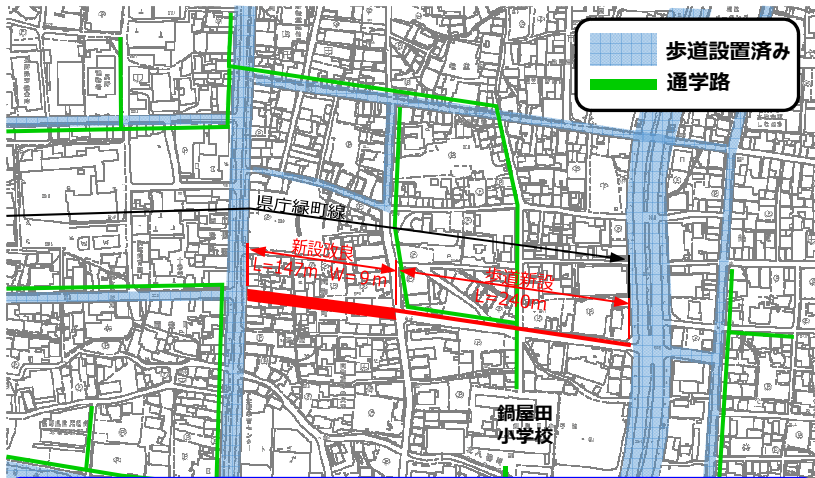 歩道設置済み
通学路
県庁緑町線
新設改良
L=147m W=9m
歩道新設
L=240m
鍋屋田
小学校